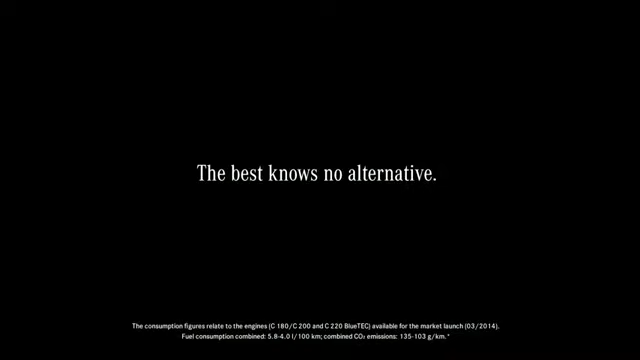 The best knows no alternative.
The consumption figures relate to the engines (C 180/C 200 and C 220 BlueTEC) available for the market launch (03/2014).
Fuel consumption combined: 5.8-4.0 l/100 km; combined CO₂ emissions: 135-103 g/km.*